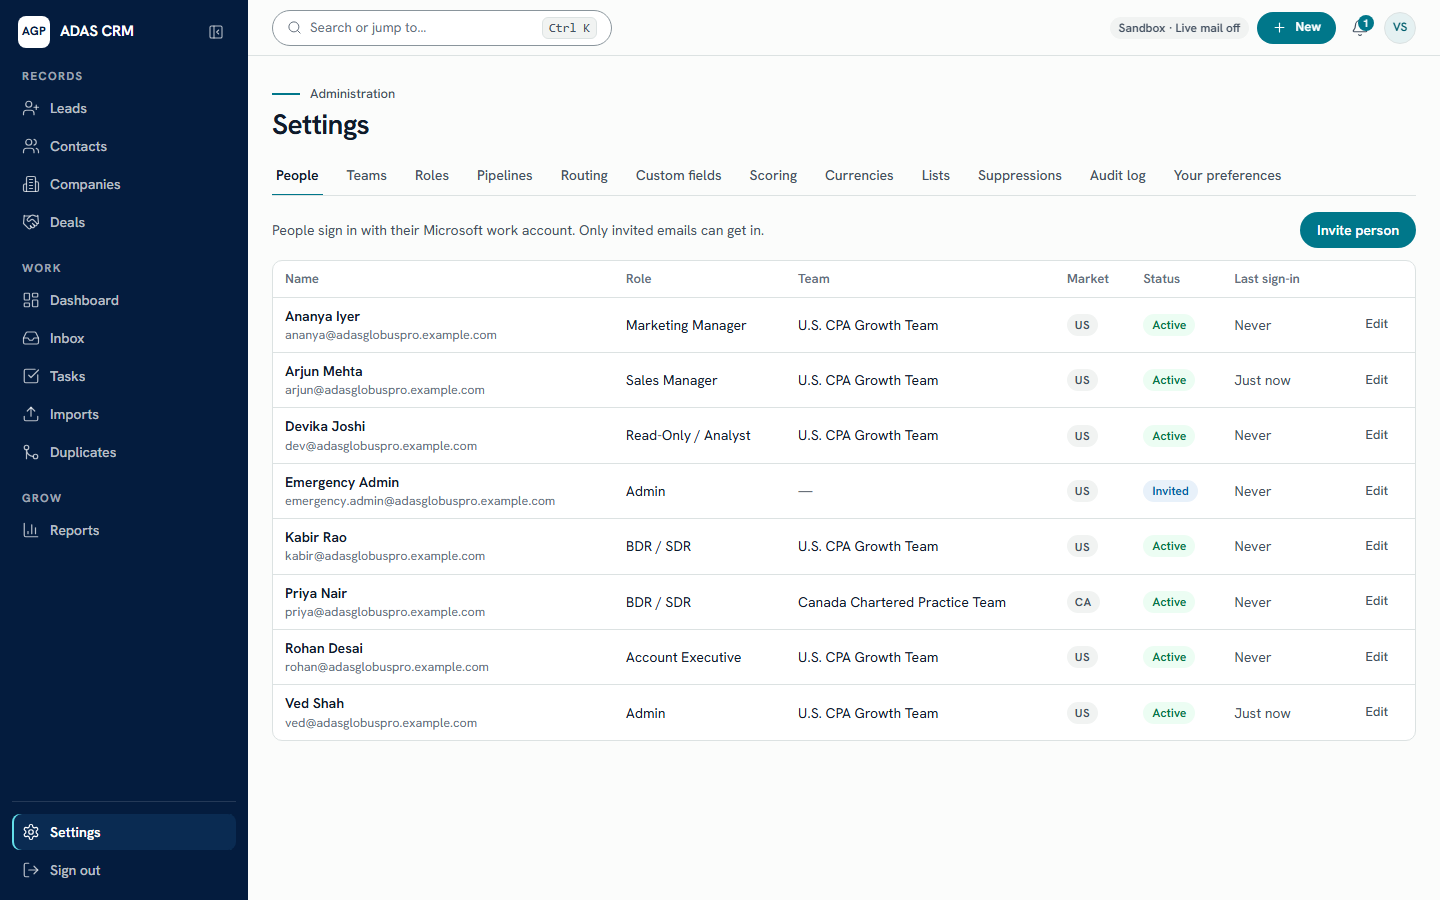 AGP ADAS CRM
RECORDS
Leads
Contacts
Companies
Deals
WORK
Dashboard
Inbox
Tasks
Imports
Duplicates
GROW
Reports
Settings
Sign out
Search or jump to... Ctrl K
Sandbox · Live mail off
New
1
VS
Administration
Settings
People Teams Roles Pipelines Routing Custom fields Scoring Currencies Lists Suppressions Audit log Your preferences
People sign in with their Microsoft work account. Only invited emails can get in.
Invite person
Name Role Team Market Status Last sign-in
Ananya Iyer
ananya@adasglobuspro.example.com
Marketing Manager U.S. CPA Growth Team US Active Never Edit
Arjun Mehta
arjun@adasglobuspro.example.com
Sales Manager U.S. CPA Growth Team US Active Just now Edit
Devika Joshi
dev@adasglobuspro.example.com
Read-Only / Analyst U.S. CPA Growth Team US Active Never Edit
Emergency Admin
emergency.admin@adasglobuspro.example.com
Admin — US Invited Never Edit
Kabir Rao
kabir@adasglobuspro.example.com
BDR / SDR U.S. CPA Growth Team US Active Never Edit
Priya Nair
priya@adasglobuspro.example.com
BDR / SDR Canada Chartered Practice Team CA Active Never Edit
Rohan Desai
rohan@adasglobuspro.example.com
Account Executive U.S. CPA Growth Team US Active Never Edit
Ved Shah
ved@adasglobuspro.example.com
Admin U.S. CPA Growth Team US Active Just now Edit